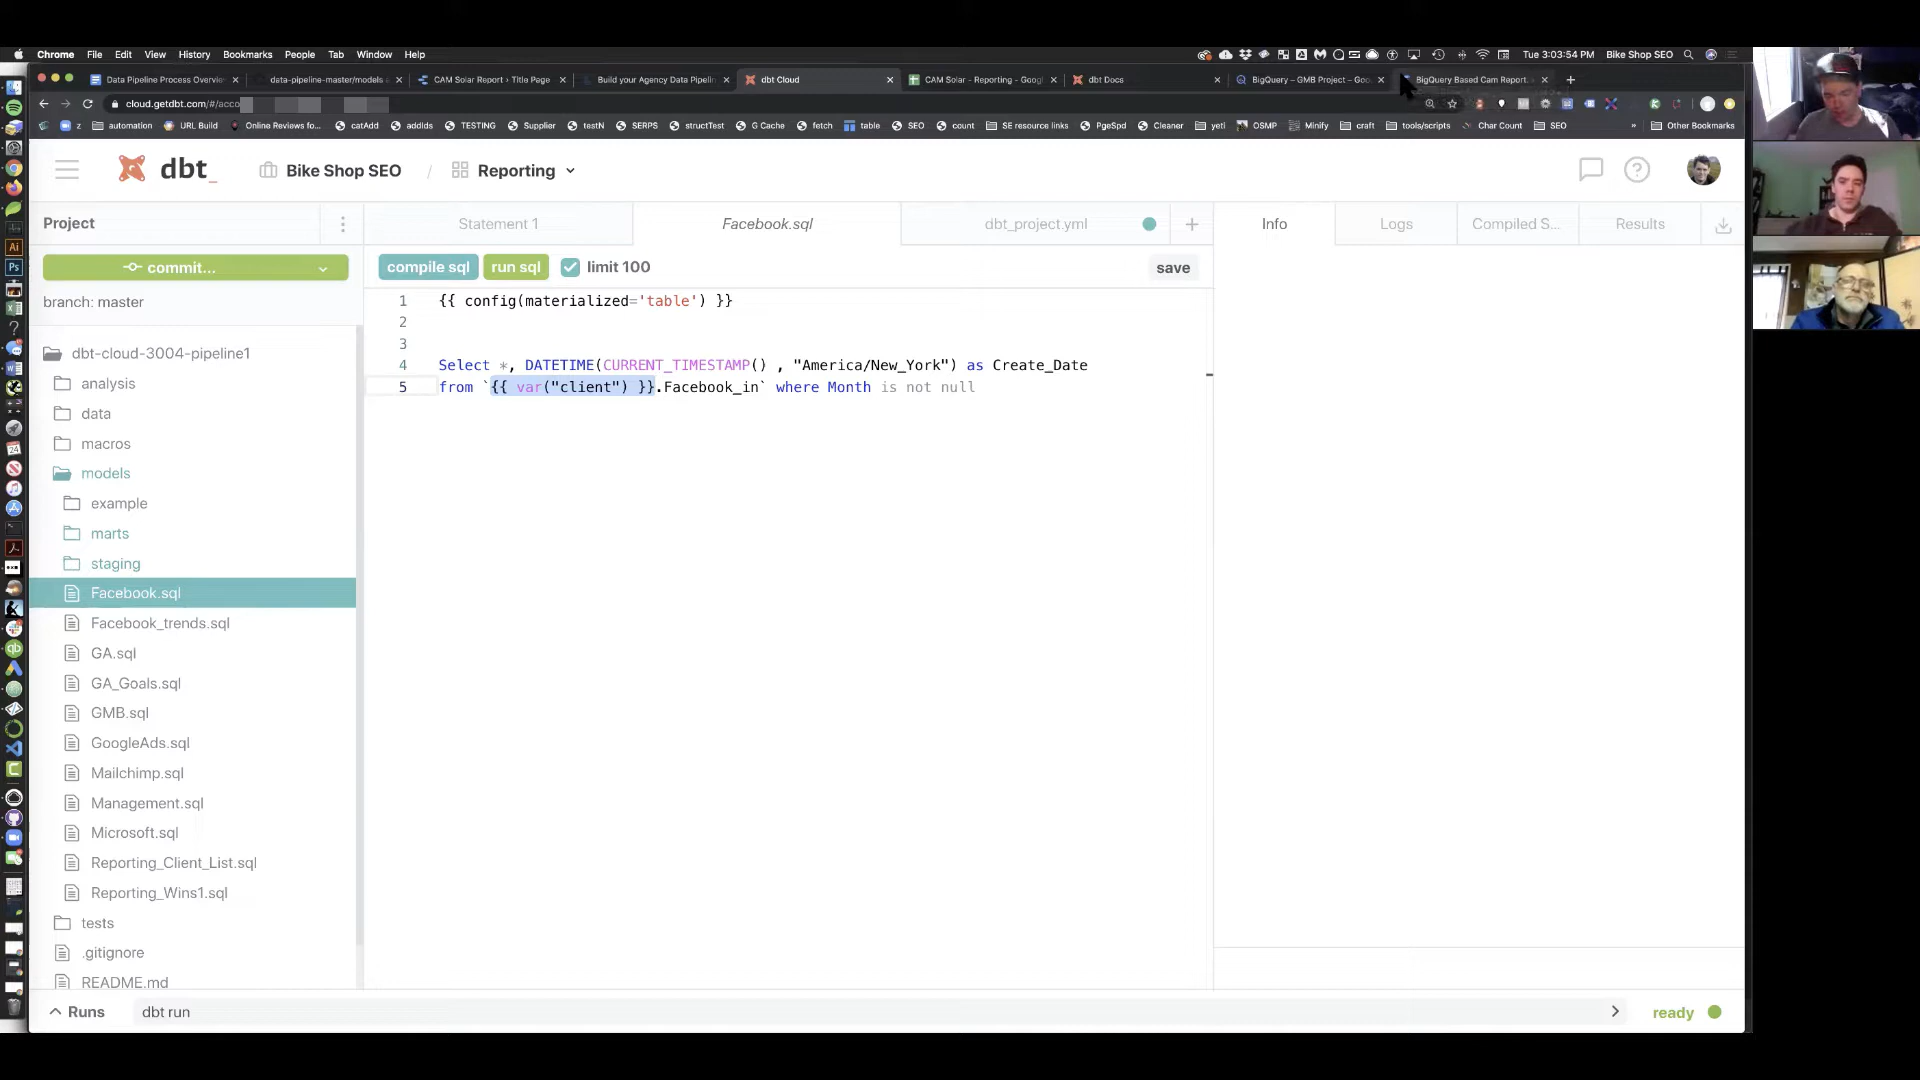 Chrome File Edit View History Bookmarks People Tab Window Help
Tue 3:03:54 PM Bike Shop SEO
Data Pipeline Process Overview
data-pipeline-master/models
CAM Solar Report › Title Page
Build your Agency Data Pipeline
dbt Cloud
CAM Solar - Reporting - Googl
dbt Docs
BigQuery – GMB Project – Goo
BigQuery Based Cam Report.
cloud.getdbt.com/#/acco
automation URL Build Online Reviews fo... catAdd addIds TESTING Supplier testN SERPS structTest G Cache fetch table SEO count SE resource links PgeSpd Cleaner yeti OSMP Minify craft tools/scripts Char Count SEO » Other Bookmarks
dbt_ Bike Shop SEO / Reporting
Project
Statement 1
Facebook.sql
dbt_project.yml
+
Info
Logs
Compiled S...
Results
commit...
compile sql
run sql
limit 100
save
branch: master
1 {{ config(materialized='table') }}
2
3
4 Select *, DATETIME(CURRENT_TIMESTAMP() , "America/New_York") as Create_Date
5 from `{{ var("client") }}.Facebook_in` where Month is not null
dbt-cloud-3004-pipeline1
analysis
data
macros
models
example
marts
staging
Facebook.sql
Facebook_trends.sql
GA.sql
GA_Goals.sql
GMB.sql
GoogleAds.sql
Mailchimp.sql
Management.sql
Microsoft.sql
Reporting_Client_List.sql
Reporting_Wins1.sql
tests
.gitignore
README.md
Runs
dbt run
ready